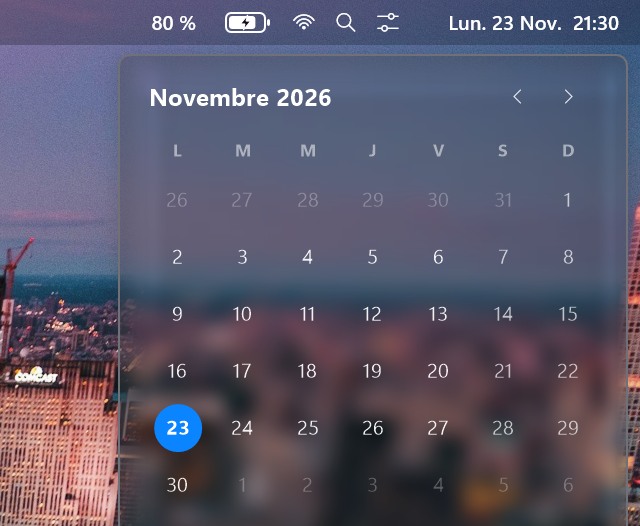 80 % Lun. 23 Nov. 21:30
Novembre 2026
L M M J V S D
26 27 28 29 30 31 1
2 3 4 5 6 7 8
9 10 11 12 13 14 15
16 17 18 19 20 21 22
COMCAST
23 24 25 26 27 28 29
30 1 2 3 4 5 6